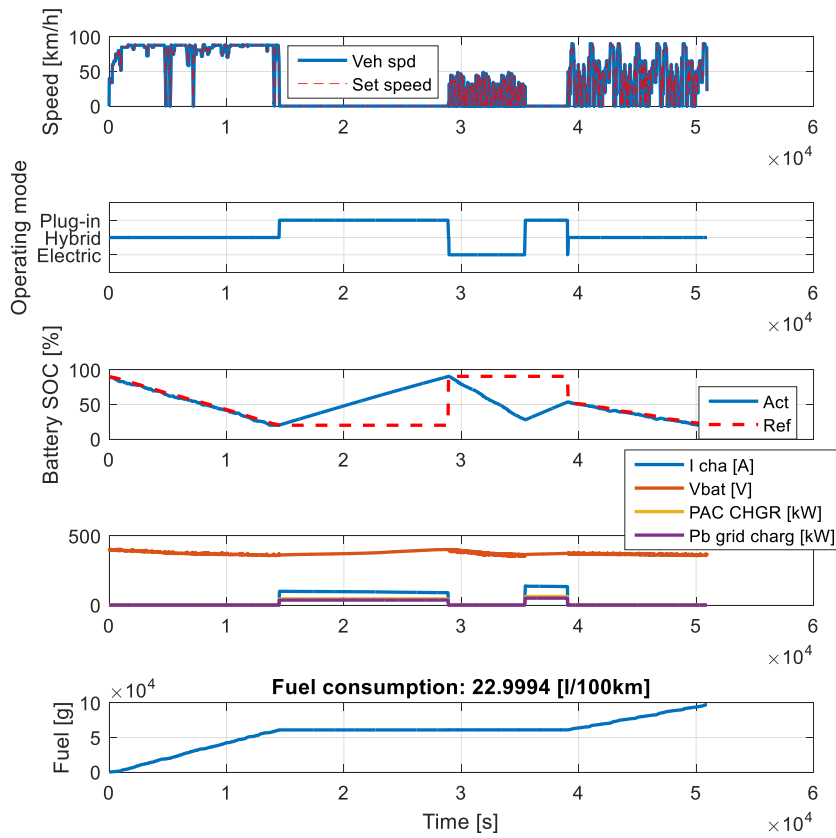 Speed [km/h]
100
50
0
Veh spd
Set speed
0 1 2 3 4 5 6
×10^4
Operating mode
Plug-in
Hybrid
Electric
0 1 2 3 4 5 6
×10^4
Battery SOC [%]
100
50
0
Act
Ref
0 1 2 3 4 5 6
×10^4
I cha [A]
Vbat [V]
PAC CHGR [kW]
Pb grid charg [kW]
500
0
0 1 2 3 4 5 6
×10^4
×10^4
Fuel consumption: 22.9994 [l/100km]
Fuel [g]
10
5
0
0 1 2 3 4 5 6
Time [s]
×10^4